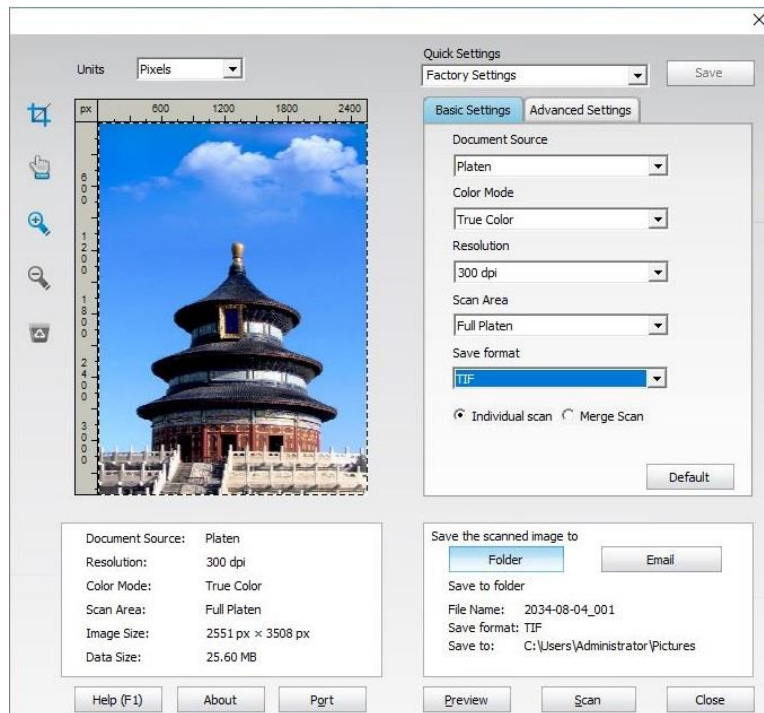 Quick Settings
Units Pixels
Factory Settings Save
px 600 1200 1800 2400
600
1200
1800
2400
3000
Basic Settings Advanced Settings
Document Source
Platen
Color Mode
True Color
Resolution
300 dpi
Scan Area
Full Platen
Save format
TIF
Individual scan Merge Scan
Default
Document Source: Platen
Resolution: 300 dpi
Color Mode: True Color
Scan Area: Full Platen
Image Size: 2551 px × 3508 px
Data Size: 25.60 MB
Save the scanned image to
Folder Email
Save to folder
File Name: 2034-08-04_001
Save format: TIF
Save to: C:\Users\Administrator\Pictures
Help (F1) About Port Preview Scan Close